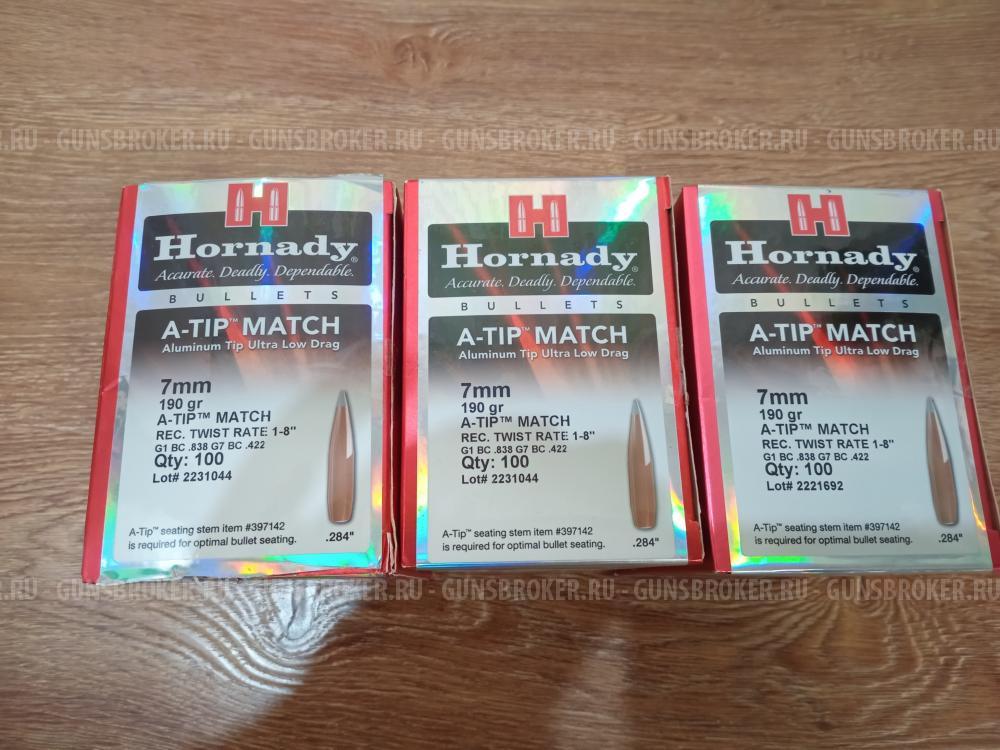 RU - GUNSBROKER.RU - GUNSBROKER.RU - GUNSBROKER.RU - GUNSBROKER.RU - GUNSBROKER.RU
H
Hornady®
Accurate. Deadly. Dependable.
BULLETS
A-TIP™ MATCH
Aluminum Tip Ultra Low Drag
7mm
190 gr
A-TIP™ MATCH
REC. TWIST RATE 1-8"
G1 BC .838 G7 BC .422
Qty: 100
Lot# 2231044
A-Tip™ seating stem item #397142
is required for optimal bullet seating.
.284"
H
Hornady®
Accurate. Deadly. Dependable.
BULLETS
A-TIP™ MATCH
Aluminum Tip Ultra Low Drag
7mm
190 gr
A-TIP™ MATCH
REC. TWIST RATE 1-8"
G1 BC .838 G7 BC .422
Qty: 100
Lot# 2231044
A-Tip™ seating stem item #397142
is required for optimal bullet seating.
.284"
H
Hornady®
Accurate. Deadly. Dependable.
BULLETS
A-TIP™ MATCH
Aluminum Tip Ultra Low Drag
7mm
190 gr
A-TIP™ MATCH
REC. TWIST RATE 1-8"
G1 BC .838 G7 BC .422
Qty: 100
Lot# 2221692
A-Tip™ seating stem item #397142
is required for optimal bullet seating.
.284"
RU - GUNSBROKER.RU - GUNSBROKER.RU - GUNSBROKER.RU - GUNSBROKER.RU - GUNSBROKER.RU